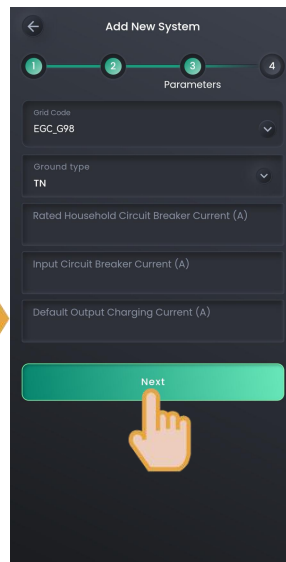 Add New System
1 2 3 4
Parameters
Grid Code
EGC_G98
Ground type
TN
Rated Household Circuit Breaker Current (A)
Input Circuit Breaker Current (A)
Default Output Charging Current (A)
Next